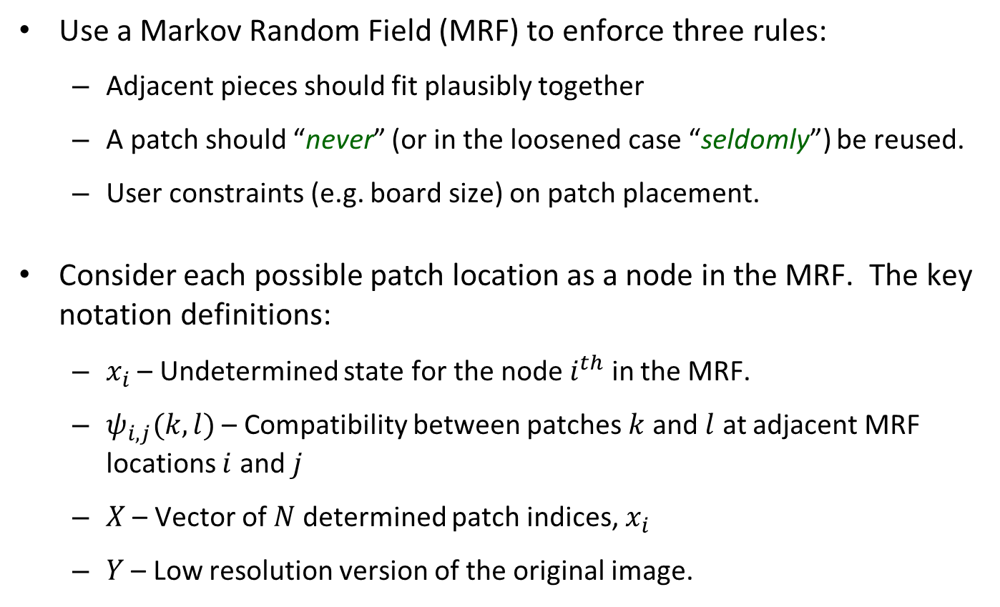 • Use a Markov Random Field (MRF) to enforce three rules:
– Adjacent pieces should fit plausibly together
– A patch should “never” (or in the loosened case “seldomly”) be reused.
– User constraints (e.g. board size) on patch placement.
• Consider each possible patch location as a node in the MRF.  The key
notation definitions:
– $x_i$ – Undetermined state for the node $i^{th}$ in the MRF.
– $\psi_{i,j}(k, l)$ – Compatibility between patches $k$ and $l$ at adjacent MRF
locations $i$ and $j$
– $X$ – Vector of $N$ determined patch indices, $x_i$
– $Y$ – Low resolution version of the original image.